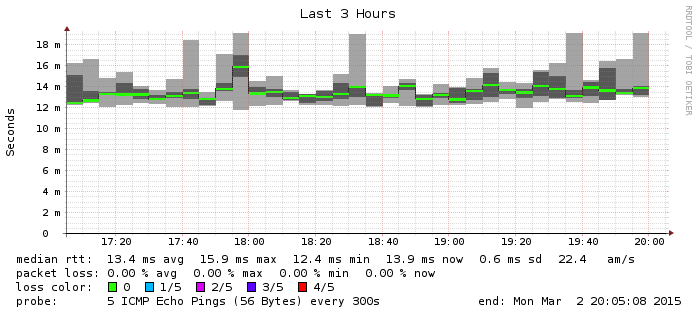 Last 3 Hours
RRDTOOL / TOBI OETIKER
Seconds
18 m
16 m
14 m
12 m
10 m
8 m
6 m
4 m
2 m
0
17:20 17:40 18:00 18:20 18:40 19:00 19:20 19:40 20:00
median rtt: 13.4 ms avg 15.9 ms max 12.4 ms min 13.9 ms now 0.6 ms sd 22.4 am/s
packet loss: 0.00 % avg 0.00 % max 0.00 % min 0.00 % now
loss color: 0 1/5 2/5 3/5 4/5
probe: 5 ICMP Echo Pings (56 Bytes) every 300s end: Mon Mar 2 20:05:08 2015